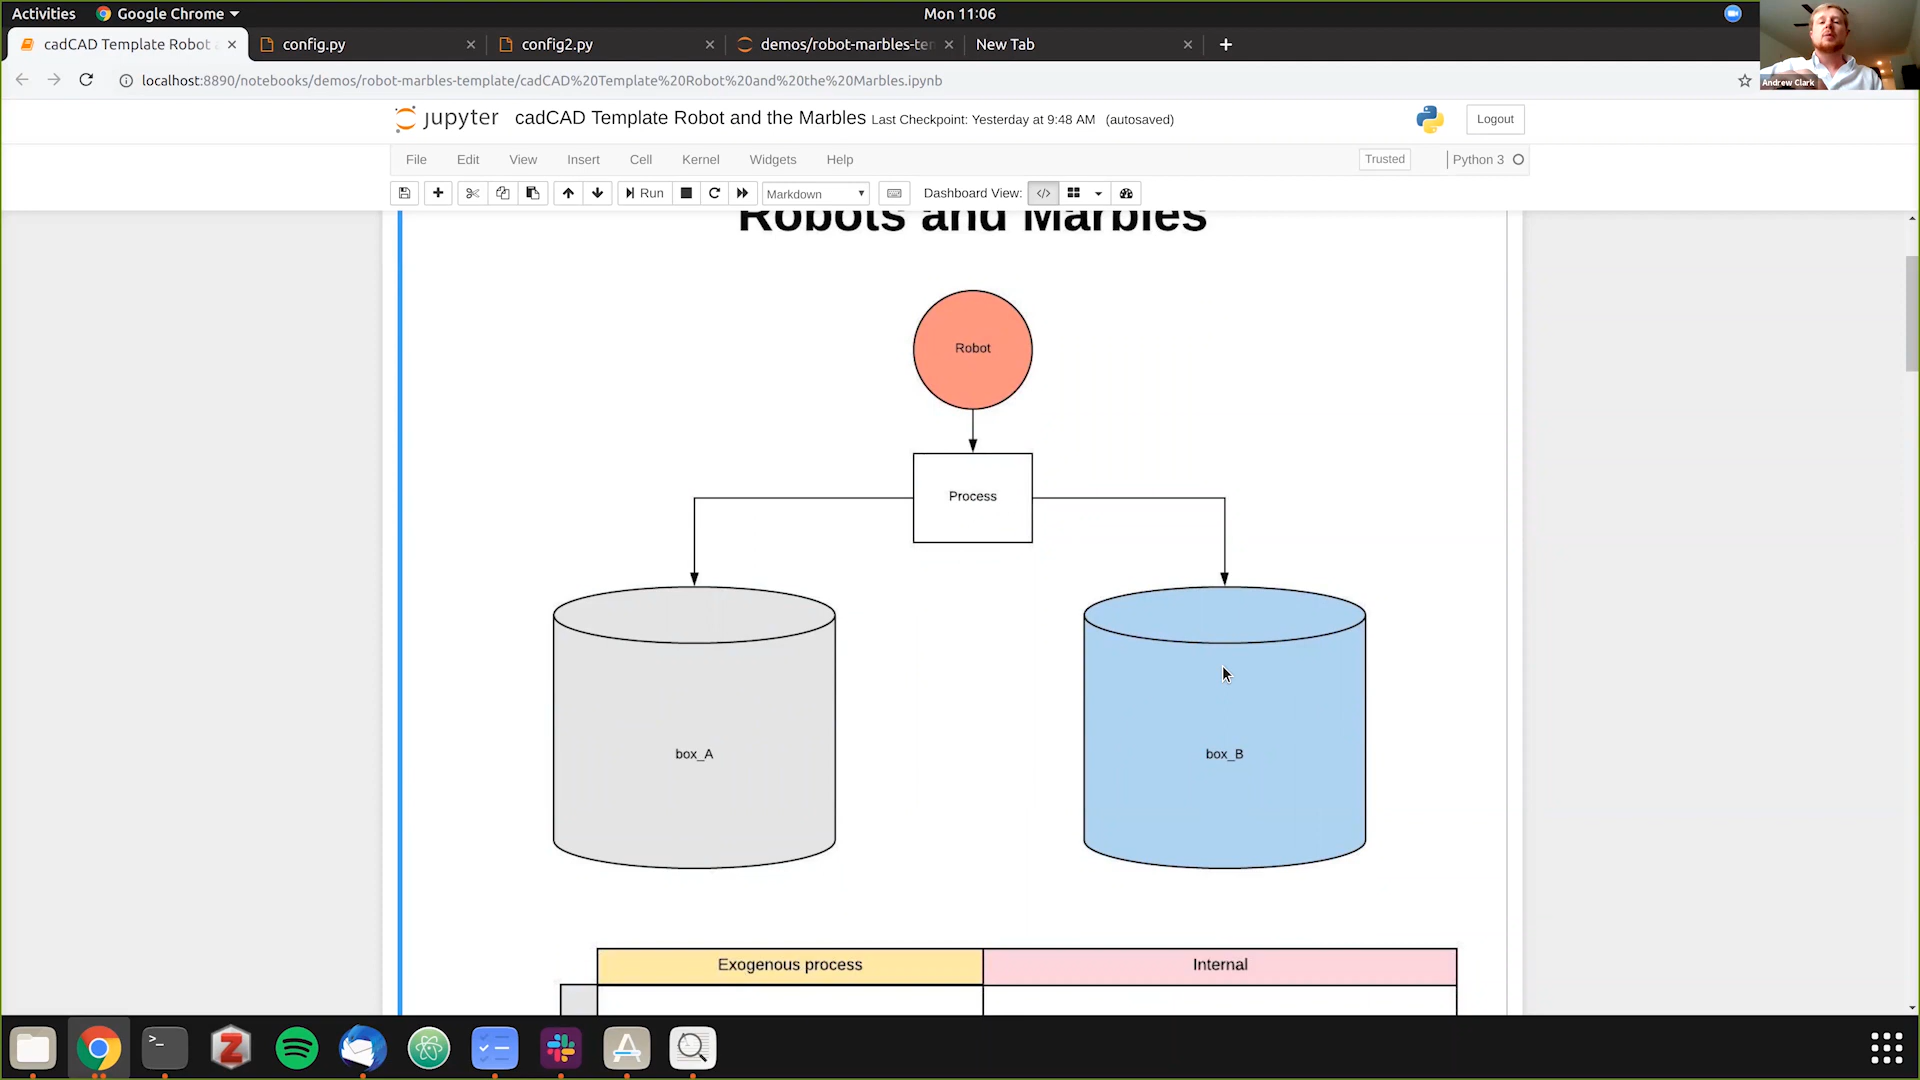 Activities Google Chrome Mon 11:06
cadCAD Template Robot config.py config2.py demos/robot-marbles-te New Tab
localhost:8890/notebooks/demos/robot-marbles-template/cadCAD%20Template%20Robot%20and%20the%20Marbles.ipynb
Andrew Clark
jupyter cadCAD Template Robot and the Marbles Last Checkpoint: Yesterday at 9:48 AM (autosaved) Logout
File Edit View Insert Cell Kernel Widgets Help Trusted Python 3
Run Markdown Dashboard View:
Robots and Marbles
Robot
Process
box_A box_B
Exogenous process Internal